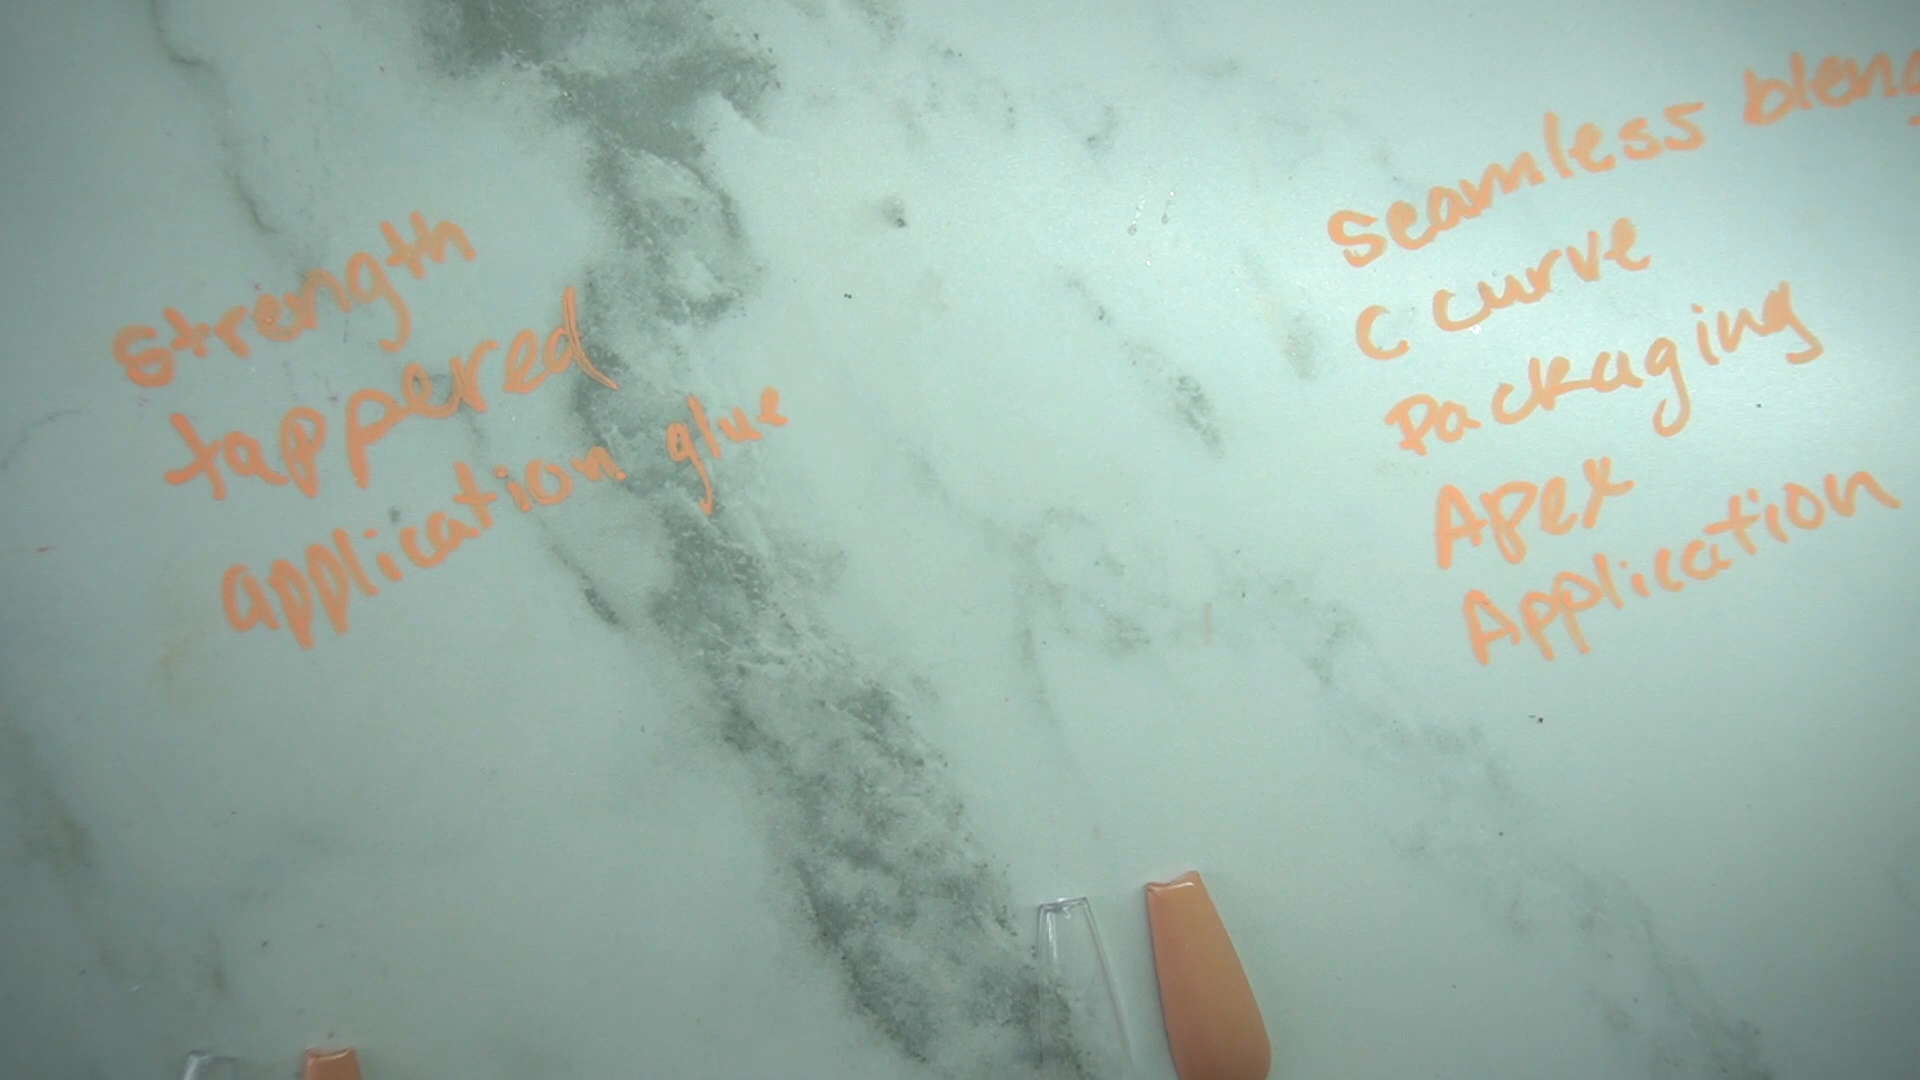 strength
tappered
application glue
Seamless blend
C curve
Packaging
Apex
Application